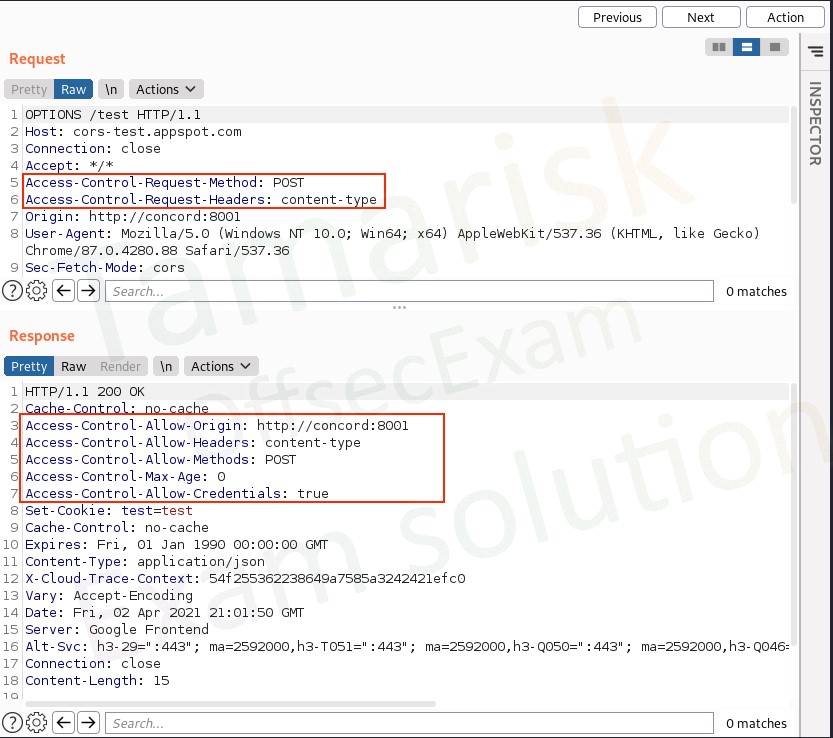 Previous Next Action
Request
Pretty Raw \n Actions
INSPECTOR
1 OPTIONS /test HTTP/1.1
2 Host: cors-test.appspot.com
3 Connection: close
4 Accept: */*
5 Access-Control-Request-Method: POST
6 Access-Control-Request-Headers: content-type
7 Origin: http://concord:8001
8 User-Agent: Mozilla/5.0 (Windows NT 10.0; Win64; x64) AppleWebKit/537.36 (KHTML, like Gecko)
Chrome/87.0.4280.88 Safari/537.36
9 Sec-Fetch-Mode: cors
? Search... 0 matches
Response
Pretty Raw Render \n Actions
1 HTTP/1.1 200 OK
2 Cache-Control: no-cache
3 Access-Control-Allow-Origin: http://concord:8001
4 Access-Control-Allow-Headers: content-type
5 Access-Control-Allow-Methods: POST
6 Access-Control-Max-Age: 0
7 Access-Control-Allow-Credentials: true
8 Set-Cookie: test=test
9 Cache-Control: no-cache
10 Expires: Fri, 01 Jan 1990 00:00:00 GMT
11 Content-Type: application/json
12 X-Cloud-Trace-Context: 54f255362238649a7585a3242421efc0
13 Vary: Accept-Encoding
14 Date: Fri, 02 Apr 2021 21:01:50 GMT
15 Server: Google Frontend
16 Alt-Svc: h3-29=":443"; ma=2592000,h3-T051=":443"; ma=2592000,h3-Q050=":443"; ma=2592000,h3-Q046=
17 Connection: close
18 Content-Length: 15
19
? Search... 0 matches
Tamarisk
OffsecExam
Exam solution